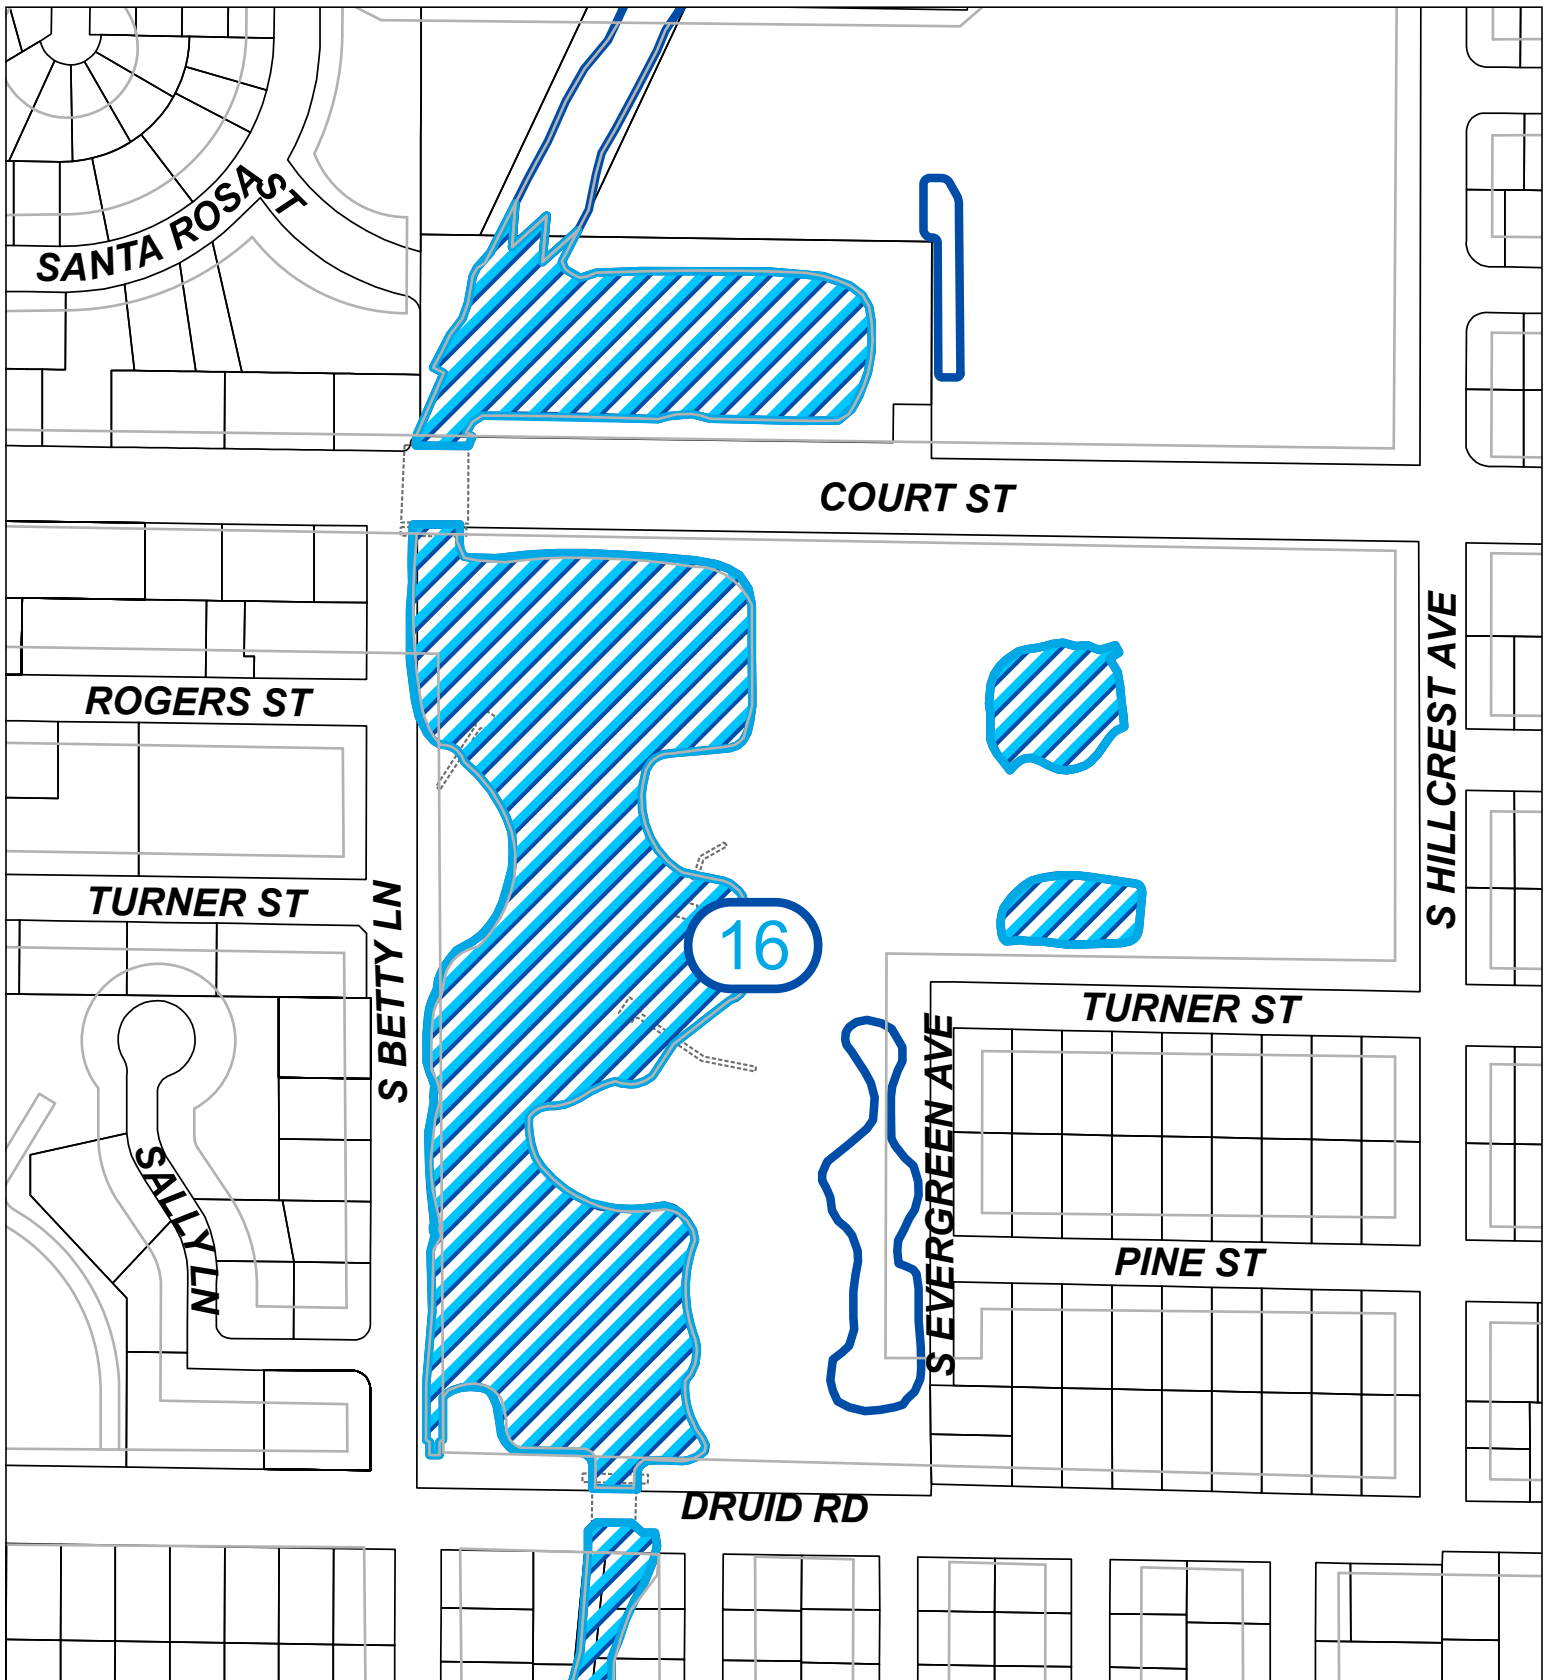 SANTA ROSA ST
COURT ST
ROGERS ST
S HILLCREST AVE
TURNER ST
S BETTY LN
16
TURNER ST
S EVERGREEN AVE
SALLY LN
PINE ST
DRUID RD